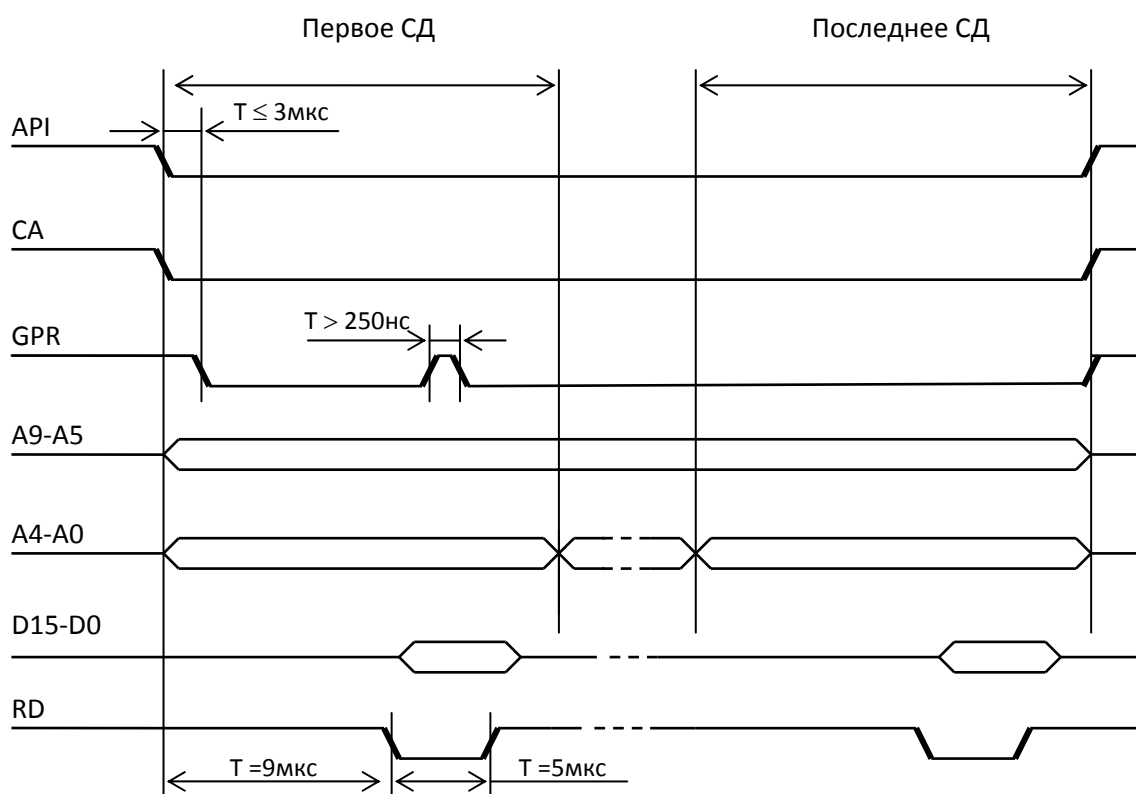 Первое СД
Последнее СД
T ≤ 3мкс
API
CA
T > 250нс
GPR
A9-A5
A4-A0
D15-D0
RD
T =9мкс
T =5мкс